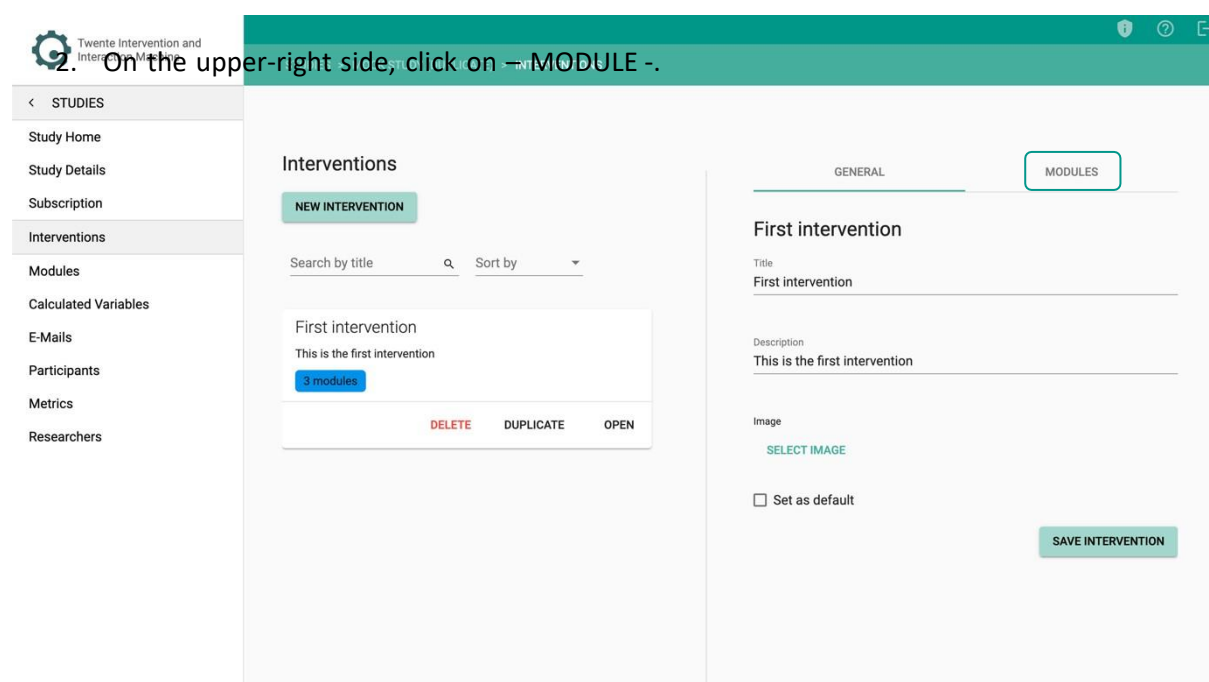 Twente Intervention and
Interaction Machine
2. On the upper-right side, click on – MODULE -.
INTERVENTIONS
< STUDIES
Study Home
Study Details
Subscription
Interventions
Modules
Calculated Variables
E-Mails
Participants
Metrics
Researchers
Interventions
NEW INTERVENTION
Search by title
Sort by
First intervention
This is the first intervention
3 modules
DELETE DUPLICATE OPEN
GENERAL MODULES
First intervention
Title
First intervention
Description
This is the first intervention
Image
SELECT IMAGE
Set as default
SAVE INTERVENTION